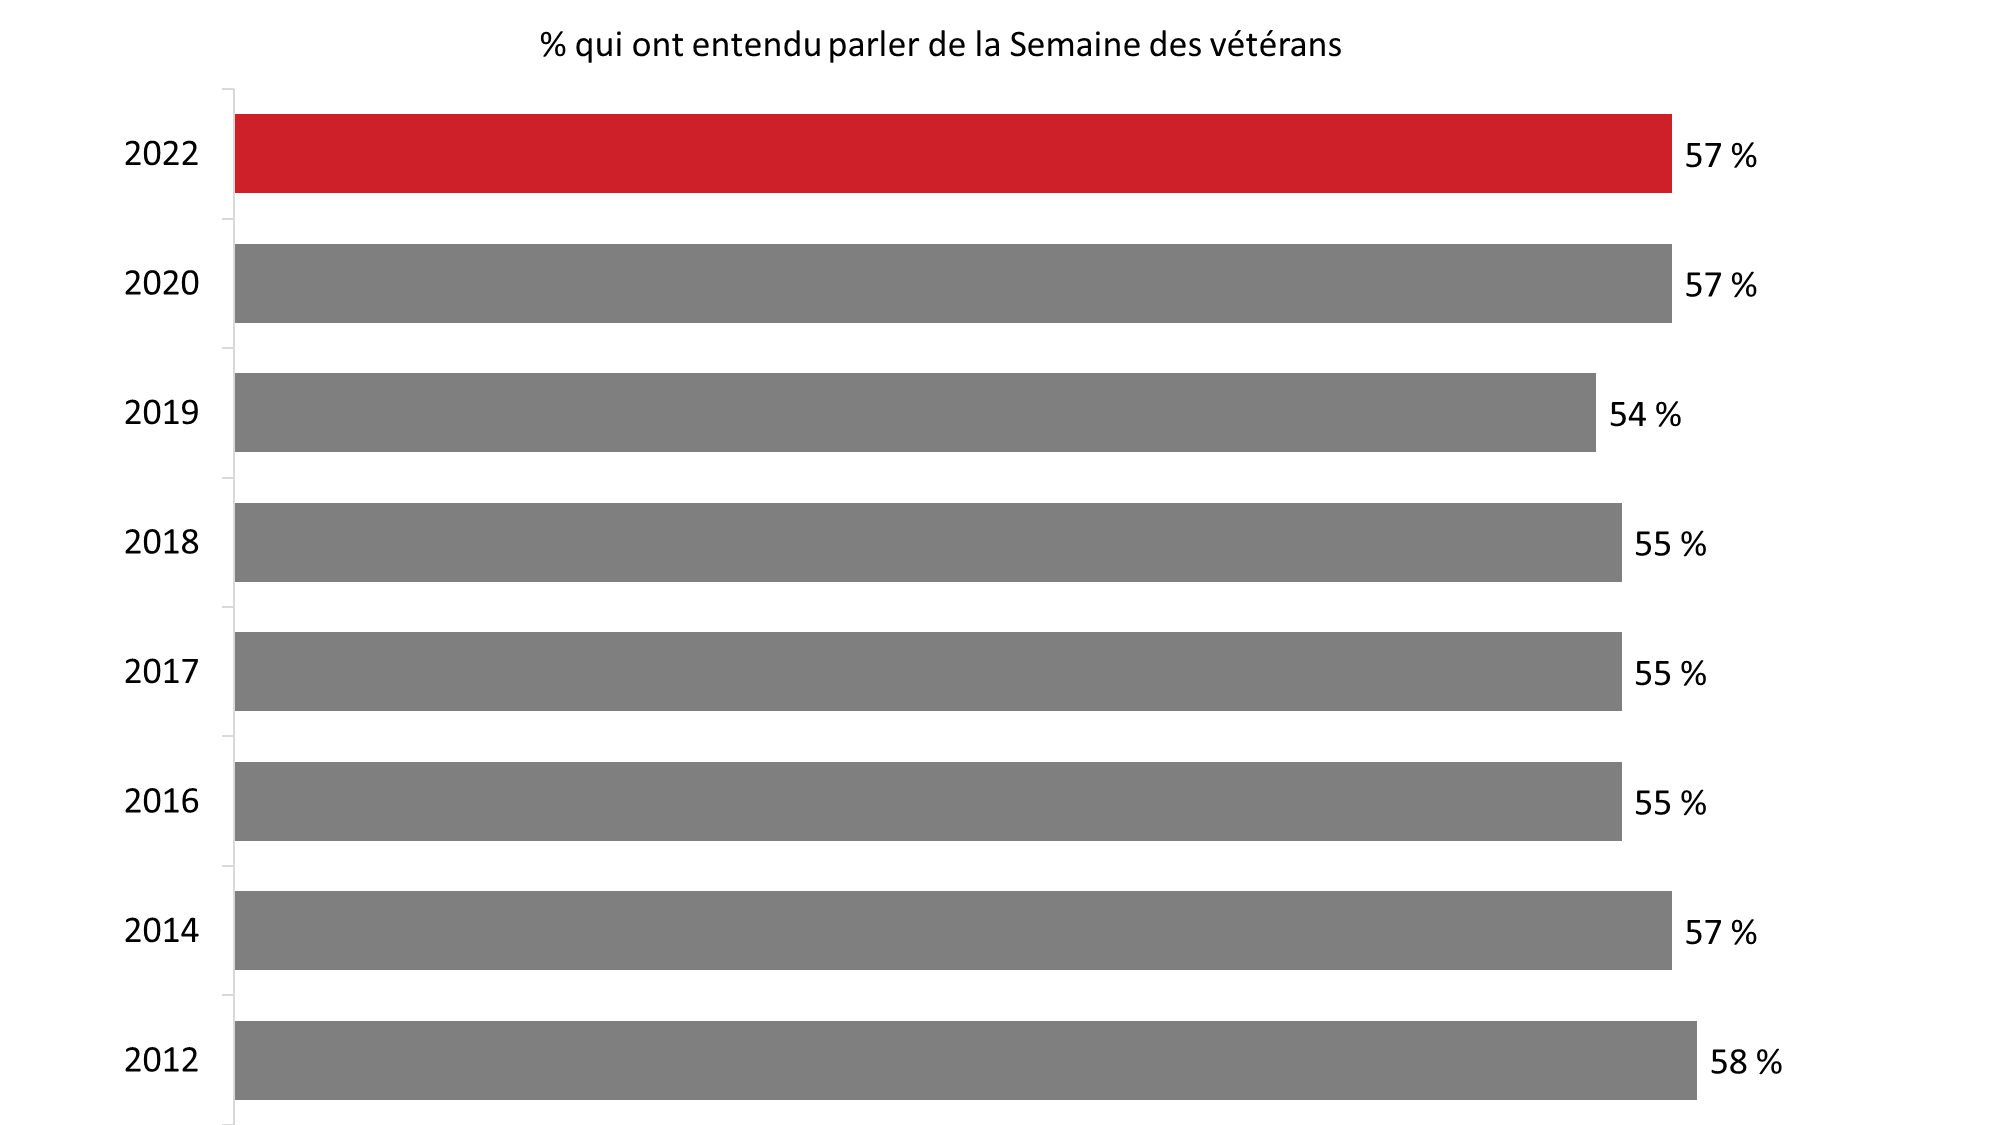 % qui ont entendu parler de la Semaine des vétérans
2022 57 %
2020 57 %
2019 54 %
2018 55 %
2017 55 %
2016 55 %
2014 57 %
2012 58 %